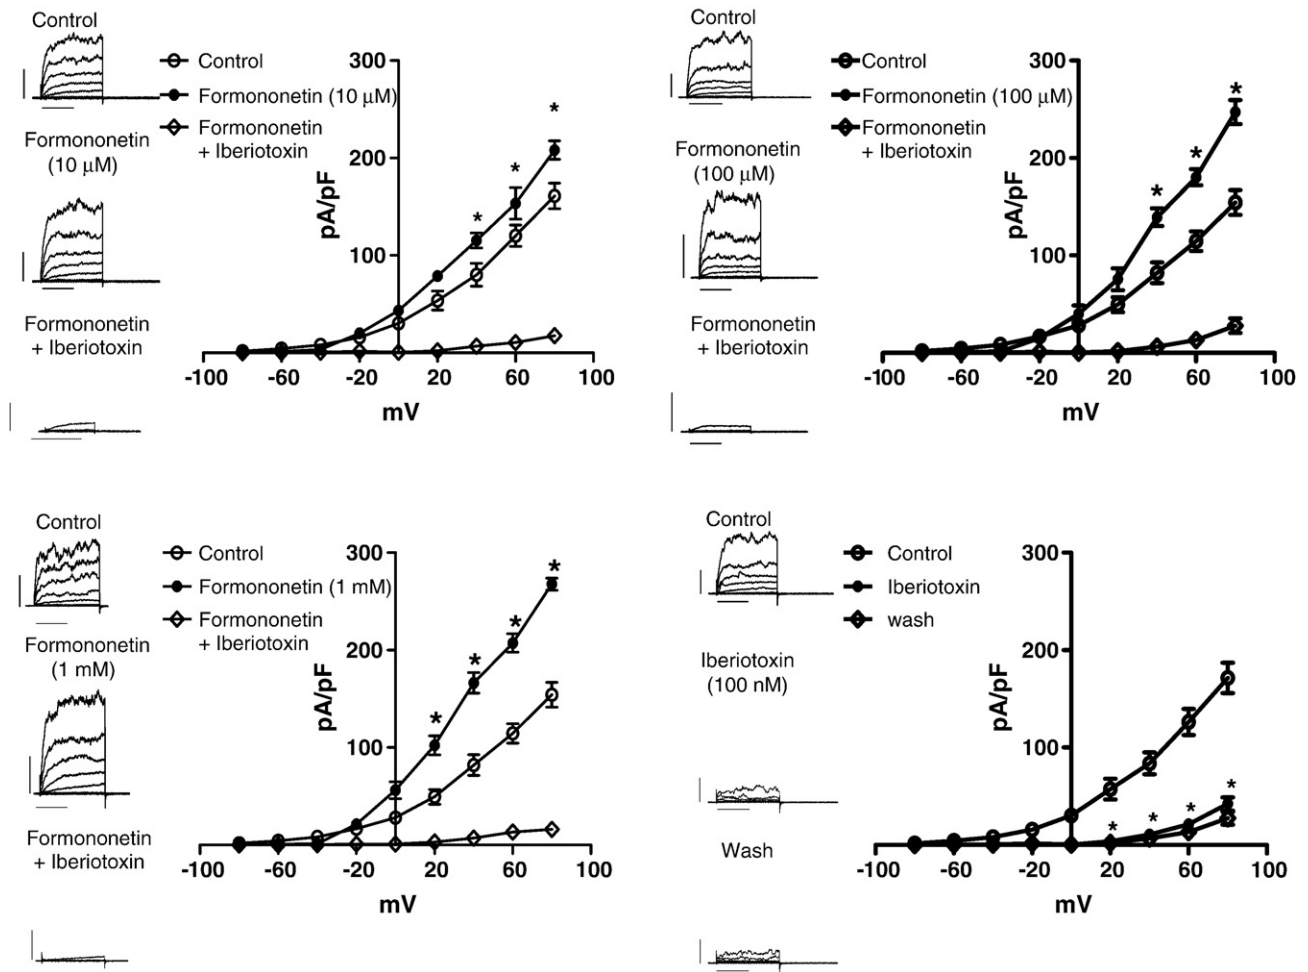 Control
Control
Formononetin (10 μM)
Formononetin
+ Iberiotoxin
Formononetin
(10 μM)
Formononetin
+ Iberiotoxin
300
200
100
pA/pF
*
*
*
-100
-60
-20
20
60
100
mV
Control
Control
Formononetin (100 μM)
Formononetin
+ Iberiotoxin
Formononetin
(100 μM)
Formononetin
+ Iberiotoxin
300
200
100
pA/pF
*
*
*
-100
-60
-20
20
60
100
mV
Control
Control
Formononetin (1 mM)
Formononetin
+ Iberiotoxin
Formononetin
(1 mM)
Formononetin
+ Iberiotoxin
300
200
100
pA/pF
*
*
*
*
*
-100
-60
-20
20
60
100
mV
Control
Control
Iberiotoxin
wash
Iberiotoxin
(100 nM)
Wash
300
200
100
pA/pF
*
*
*
*
-100
-60
-20
20
60
100
mV